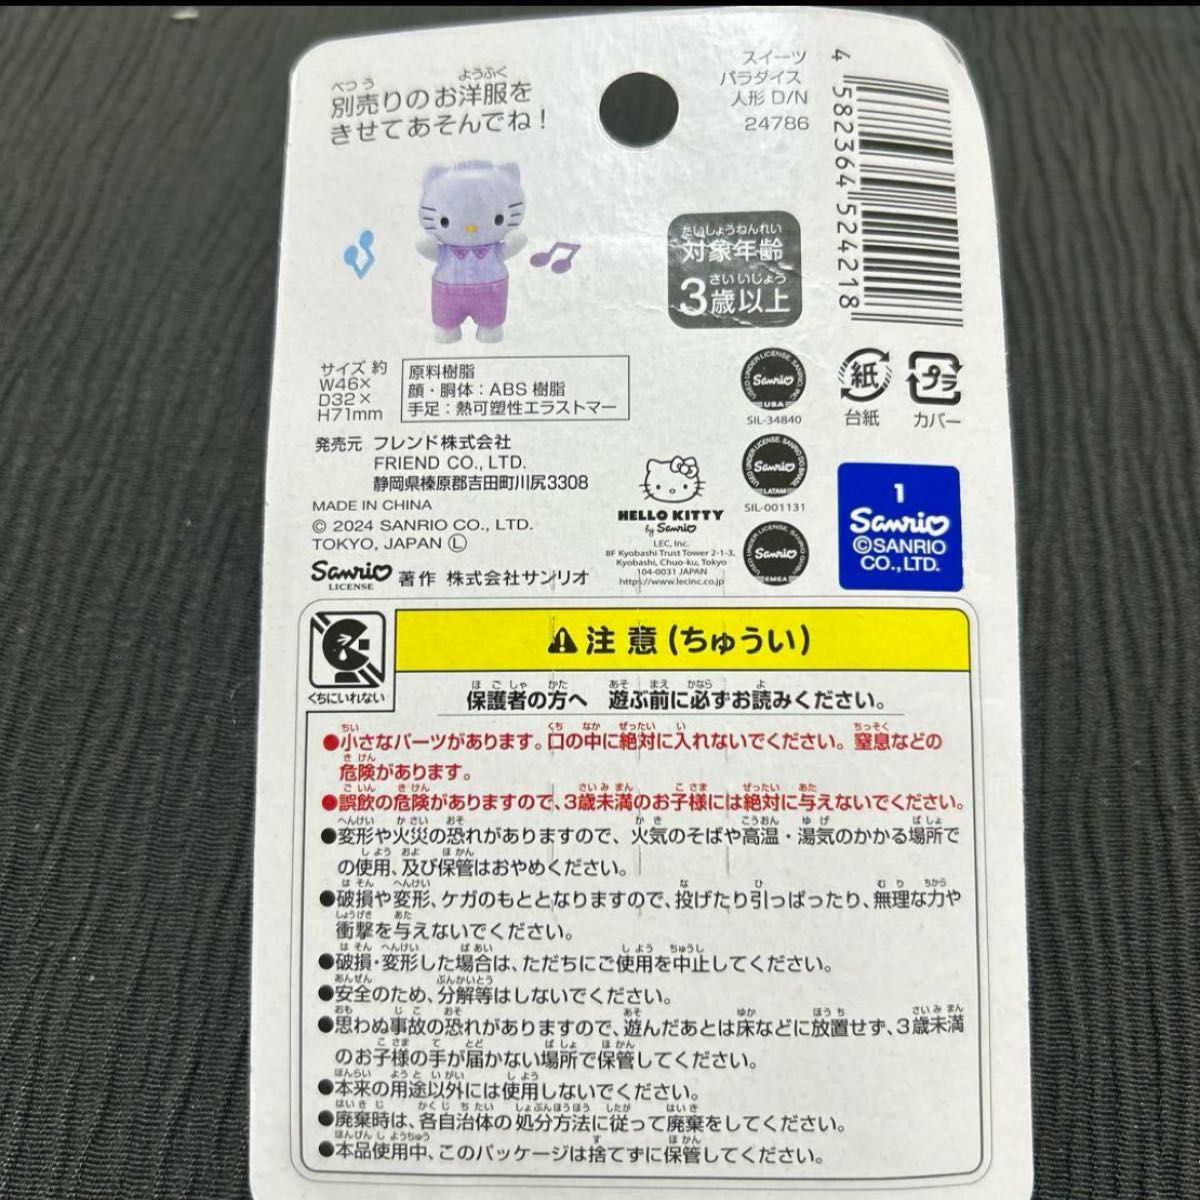 別売りのお洋服を
きせてあそんでね！
スイーツ
パラダイス
人形 D/N
24786
4 582364 524218
対象年齢
3歳以上
サイズ 約
W46×
D32×
H71mm
原料樹脂
顔・胴体：ABS 樹脂
手足：熱可塑性エラストマー
発売元 フレンド株式会社
FRIEND CO., LTD.
静岡県榛原郡吉田町川尻3308
MADE IN CHINA
© 2024 SANRIO CO., LTD.
TOKYO, JAPAN Ⓛ
Sanrio 著作 株式会社サンリオ
LICENSE
HELLO KITTY
by Sanrio
LEC, Inc.
8F Kyobashi Trust Tower 2-1-3,
Kyobashi, Chuo-ku, Tokyo
104-0031 JAPAN
https://www.lecinc.co.jp
Sanrio
USA
SIL-34840
Sanrio
LATAM
SIL-001131
Sanrio
EMEA
紙
台紙
プラ
カバー
1
Sanrio
©SANRIO
CO.,LTD.
くちにいれない
注意(ちゅうい)
保護者の方へ 遊ぶ前に必ずお読みください。
●小さなパーツがあります。口の中に絶対に入れないでください。窒息などの
危険があります。
●誤飲の危険がありますので、3歳未満のお子様には絶対に与えないでください。
●変形や火災の恐れがありますので、火気のそばや高温・湯気のかかる場所で
の使用、及び保管はおやめください。
●破損や変形、ケガのもととなりますので、投げたり引っぱったり、無理な力や
衝撃を与えないでください。
●破損・変形した場合は、ただちにご使用を中止してください。
●安全のため、分解等はしないでください。
●思わぬ事故の恐れがありますので、遊んだあとは床などに放置せず、3歳未満
のお子様の手が届かない場所で保管してください。
●本来の用途以外には使用しないでください。
●廃棄時は、各自治体の処分方法に従って廃棄をしてください。
●本品使用中、このパッケージは捨てずに保管してください。